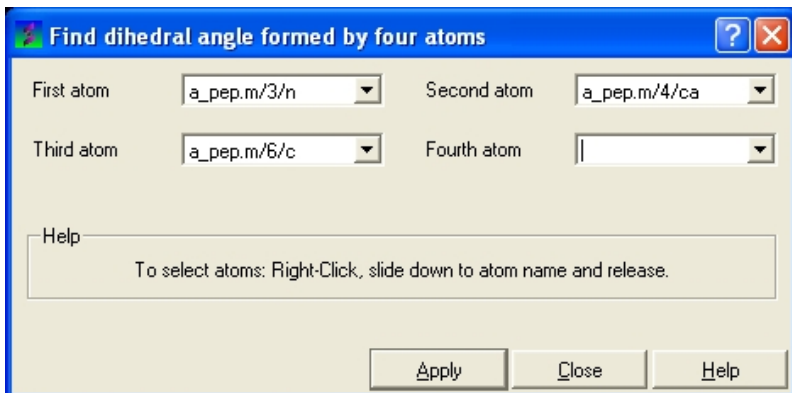 Find dihedral angle formed by four atoms
First atom a_pep.m/3/n Second atom a_pep.m/4/ca
Third atom a_pep.m/6/c Fourth atom
Help
To select atoms: Right-Click, slide down to atom name and release.
Apply Close Help